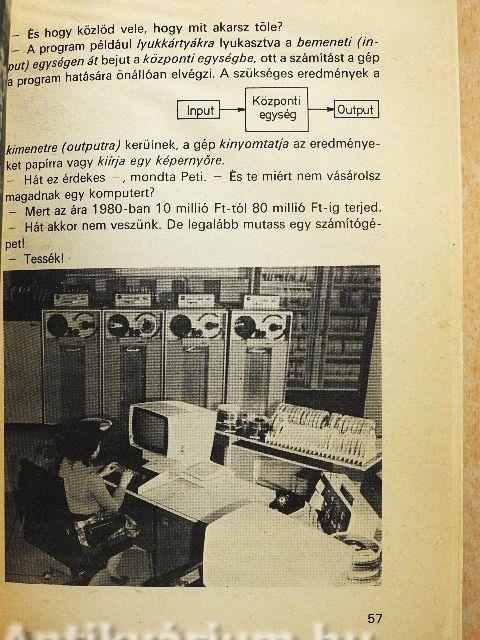 — És hogy közlöd vele, hogy mit akarsz tőle?
— A program például lyukkártyákra lyukasztva a bemeneti (in-
put) egységen át bejut a központi egységbe, ott a számítást a gép
a program hatására önállóan elvégzi. A szükséges eredmények a
Input
Központi
egység
Output
kimenetre (outputra) kerülnek, a gép kinyomtatja az eredménye-
ket papírra vagy kiírja egy képernyőre.
— Hát ez érdekes —, mondta Peti. — És te miért nem vásárolsz
magadnak egy komputert?
— Mert az ára 1980-ban 10 millió Ft-tól 80 millió Ft-ig terjed.
— Hát akkor nem veszünk. De legalább mutass egy számítógé-
pet!
— Tessék!
57
Antikvárium.hu